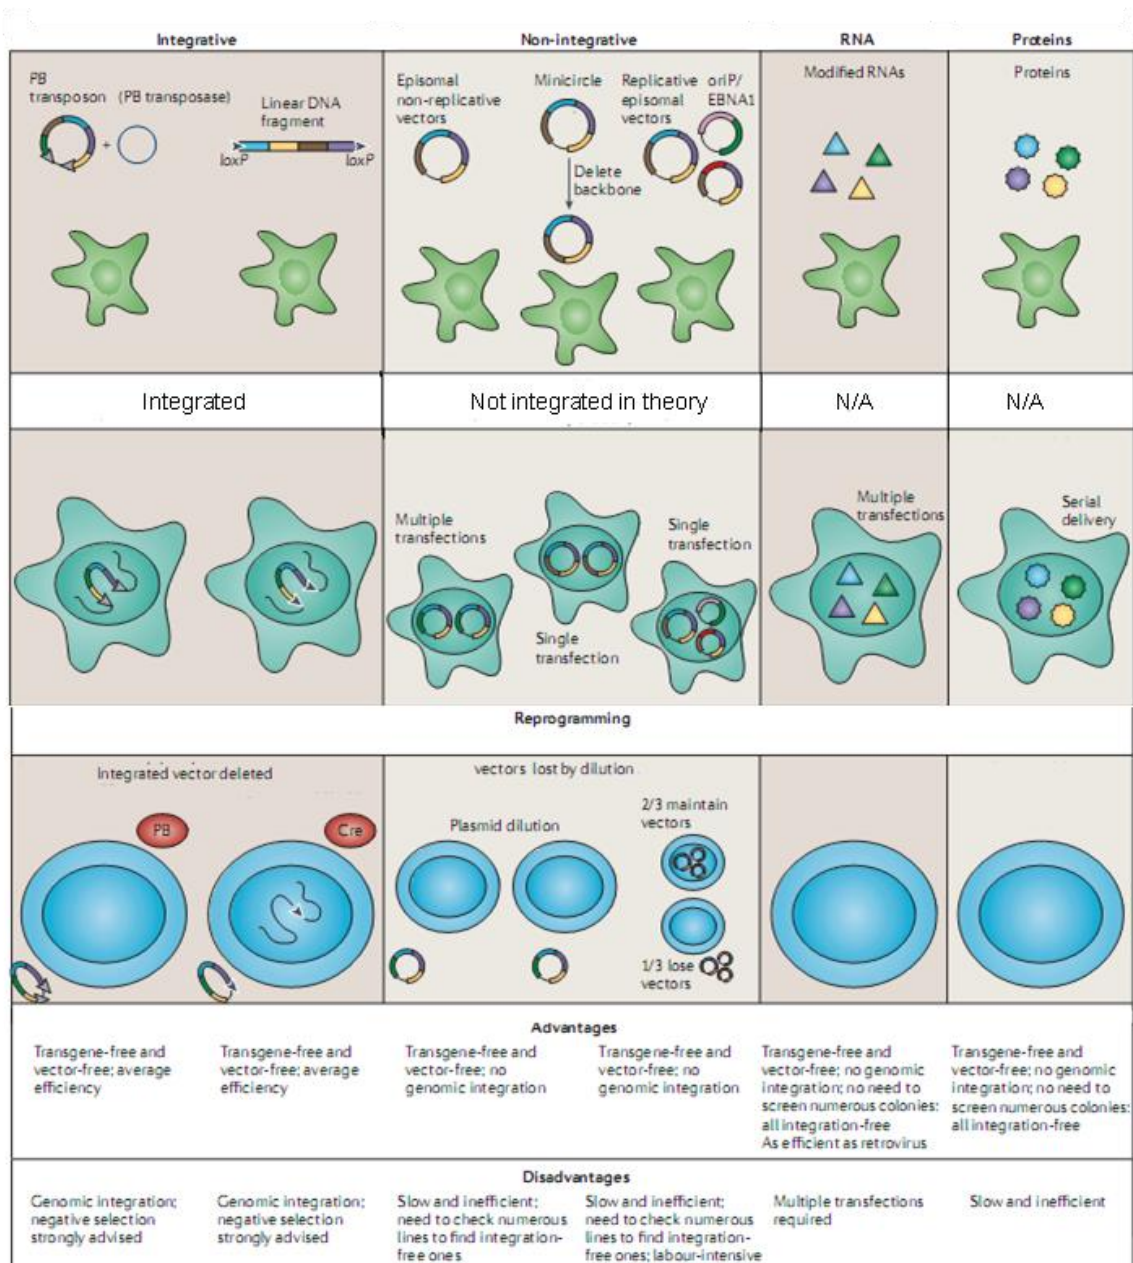 Integrative
Non-integrative
RNA
Proteins
PB
transposon (PB transposase)
Linear DNA
fragment
loxP
loxP
Episomal
non-replicative
vectors
Minicircle
Delete
backbone
Replicative
episomal
vectors
oriP/
EBNA1
Modified RNAs
Proteins
Integrated
Not integrated in theory
N/A
N/A
Multiple
transfections
Single
transfection
Single
transfection
Multiple
transfections
Serial
delivery
Reprogramming
Integrated vector deleted
PB
Cre
vectors lost by dilution
Plasmid dilution
2/3 maintain
vectors
1/3 lose
vectors
Advantages
Transgene-free and
vector-free; average
efficiency
Transgene-free and
vector-free; average
efficiency
Transgene-free and
vector-free; no
genomic integration
Transgene-free and
vector-free; no
genomic integration
Transgene-free and
vector-free; no genomic
integration; no need to
screen numerous colonies:
all integration-free
As efficient as retrovirus
Transgene-free and
vector-free; no genomic
integration; no need to
screen numerous colonies:
all integration-free
Disadvantages
Genomic integration;
negative selection
strongly advised
Genomic integration;
negative selection
strongly advised
Slow and inefficient;
need to check numerous
lines to find integration-
free ones
Slow and inefficient;
need to check numerous
lines to find integration-
free ones; labour-intensive
Multiple transfections
required
Slow and inefficient